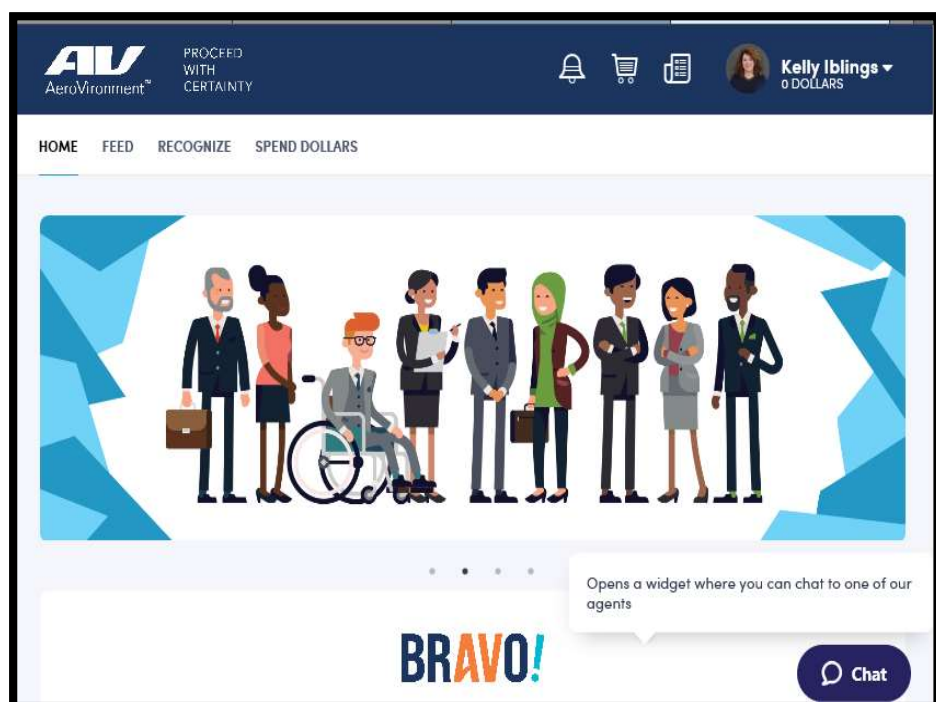 AV
AeroVironment™
PROCEED
WITH
CERTAINTY
Kelly Iblings
0 DOLLARS
HOME FEED RECOGNIZE SPEND DOLLARS
Opens a widget where you can chat to one of our
agents
BRAVO!
Chat